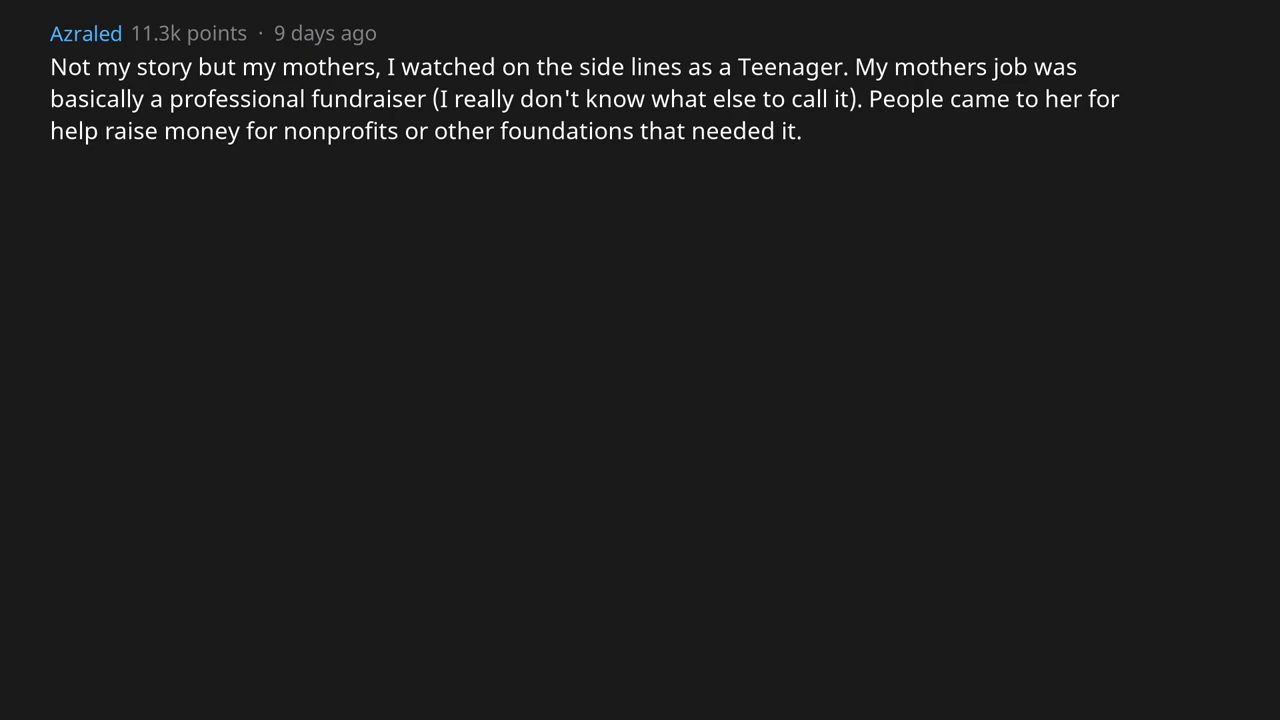 Azraled 11.3k points · 9 days ago
Not my story but my mothers, I watched on the side lines as a Teenager. My mothers job was
basically a professional fundraiser (I really don't know what else to call it). People came to her for
help raise money for nonprofits or other foundations that needed it.